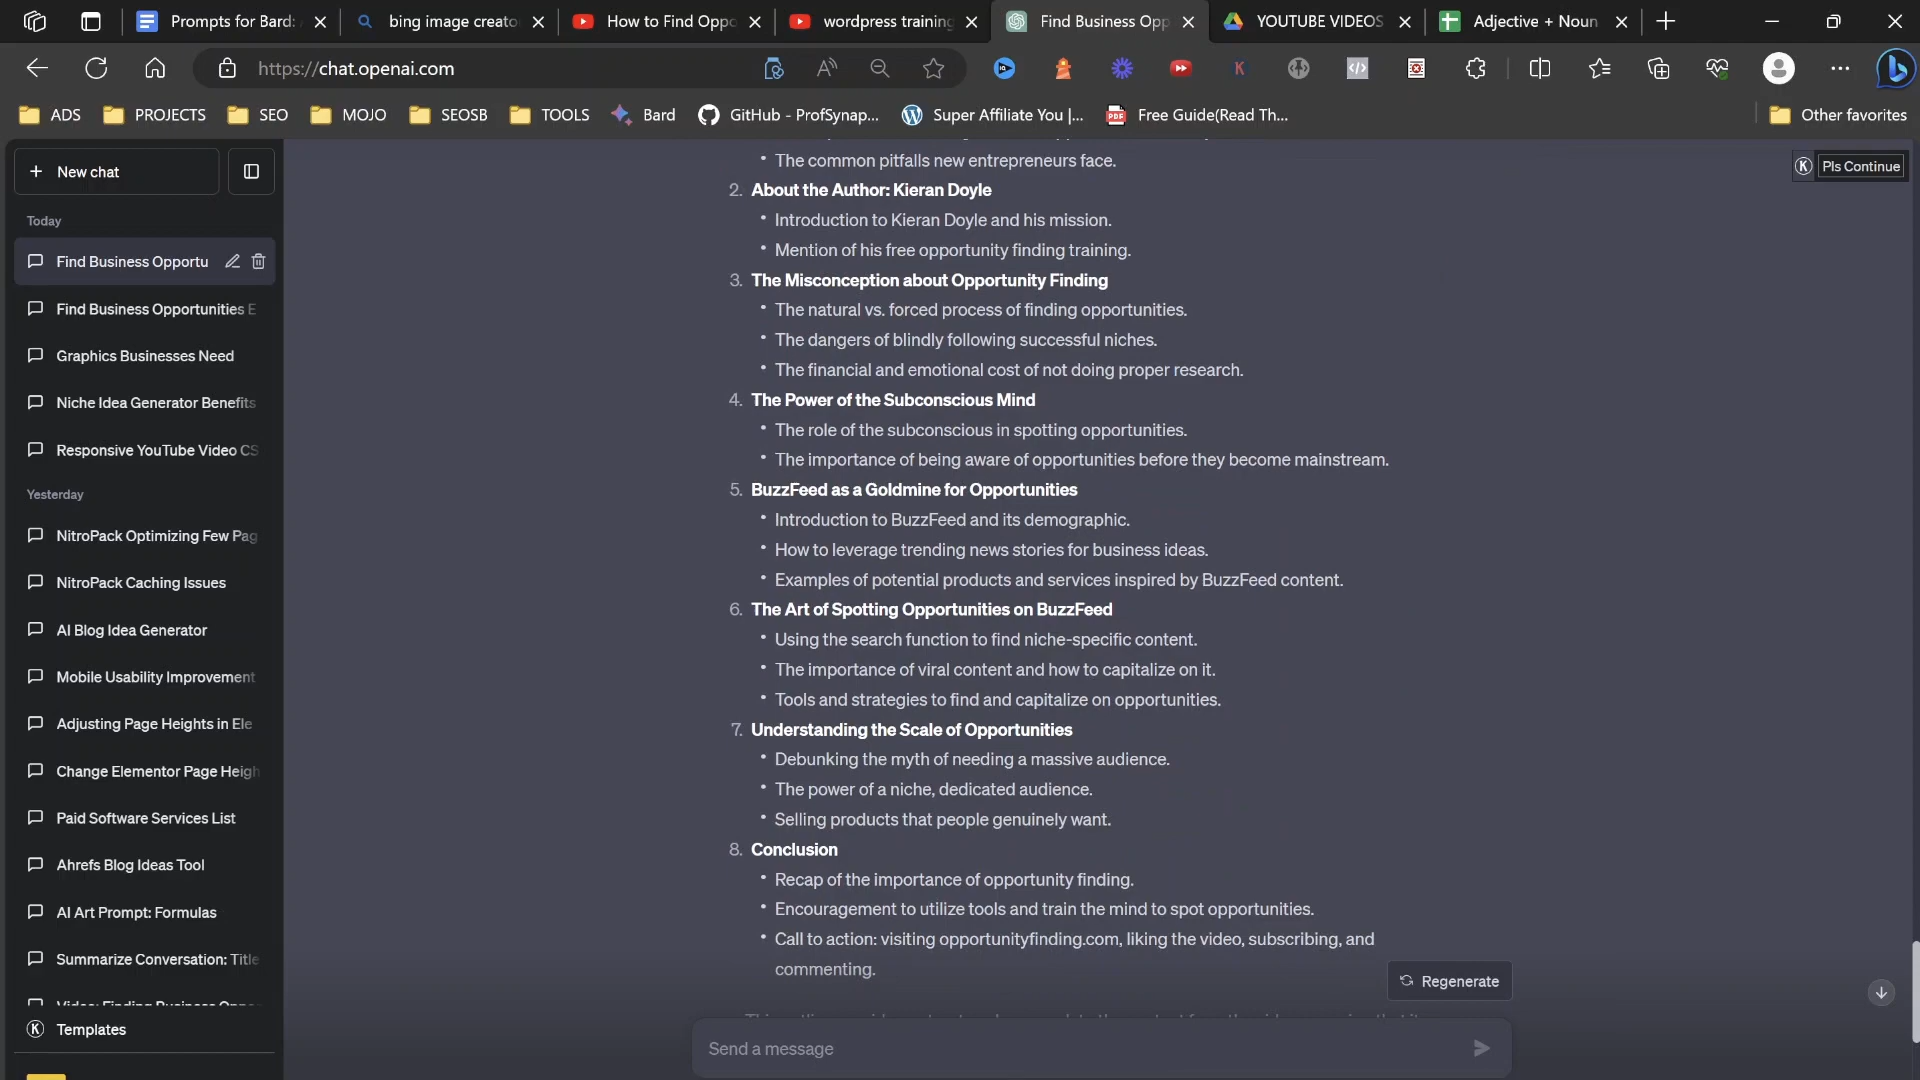 Prompts for Bard:
bing image creato
How to Find Oppo
wordpress training
Find Business Opp
YOUTUBE VIDEOS
Adjective + Noun
https://chat.openai.com
ADS
PROJECTS
SEO
MOJO
SEOSB
TOOLS
Bard
GitHub - ProfSynap...
Super Affiliate You |...
Free Guide(Read Th...
Other favorites
New chat
Pls Continue
Today
Find Business Opportu
Find Business Opportunities E
Graphics Businesses Need
Niche Idea Generator Benefits
Responsive YouTube Video CS
Yesterday
NitroPack Optimizing Few Pag
NitroPack Caching Issues
AI Blog Idea Generator
Mobile Usability Improvement
Adjusting Page Heights in Ele
Change Elementor Page Heigh
Paid Software Services List
Ahrefs Blog Ideas Tool
AI Art Prompt: Formulas
Summarize Conversation: Title
Templates
• The common pitfalls new entrepreneurs face.
2. About the Author: Kieran Doyle
• Introduction to Kieran Doyle and his mission.
• Mention of his free opportunity finding training.
3. The Misconception about Opportunity Finding
• The natural vs. forced process of finding opportunities.
• The dangers of blindly following successful niches.
• The financial and emotional cost of not doing proper research.
4. The Power of the Subconscious Mind
• The role of the subconscious in spotting opportunities.
• The importance of being aware of opportunities before they become mainstream.
5. BuzzFeed as a Goldmine for Opportunities
• Introduction to BuzzFeed and its demographic.
• How to leverage trending news stories for business ideas.
• Examples of potential products and services inspired by BuzzFeed content.
6. The Art of Spotting Opportunities on BuzzFeed
• Using the search function to find niche-specific content.
• The importance of viral content and how to capitalize on it.
• Tools and strategies to find and capitalize on opportunities.
7. Understanding the Scale of Opportunities
• Debunking the myth of needing a massive audience.
• The power of a niche, dedicated audience.
• Selling products that people genuinely want.
8. Conclusion
• Recap of the importance of opportunity finding.
• Encouragement to utilize tools and train the mind to spot opportunities.
• Call to action: visiting opportunityfinding.com, liking the video, subscribing, and
commenting.
Regenerate
Send a message